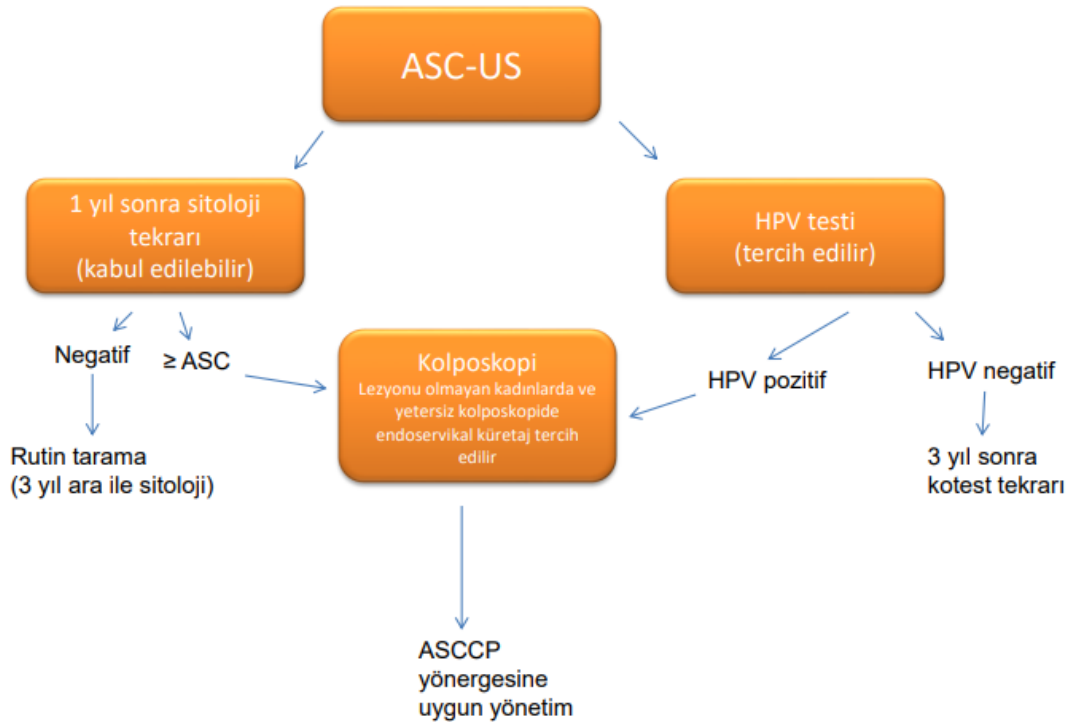 ASC-US
1 yıl sonra sitoloji
tekrarı
(kabul edilebilir)
HPV testi
(tercih edilir)
Negatif
≥ ASC
Kolposkopi
Lezyonu olmayan kadınlarda ve
yetersiz kolposkopide
endoservikal küretaj tercih
edilir
HPV pozitif
HPV negatif
Rutin tarama
(3 yıl ara ile sitoloji)
3 yıl sonra
kotest tekrarı
ASCCP
yönergesine
uygun yönetim